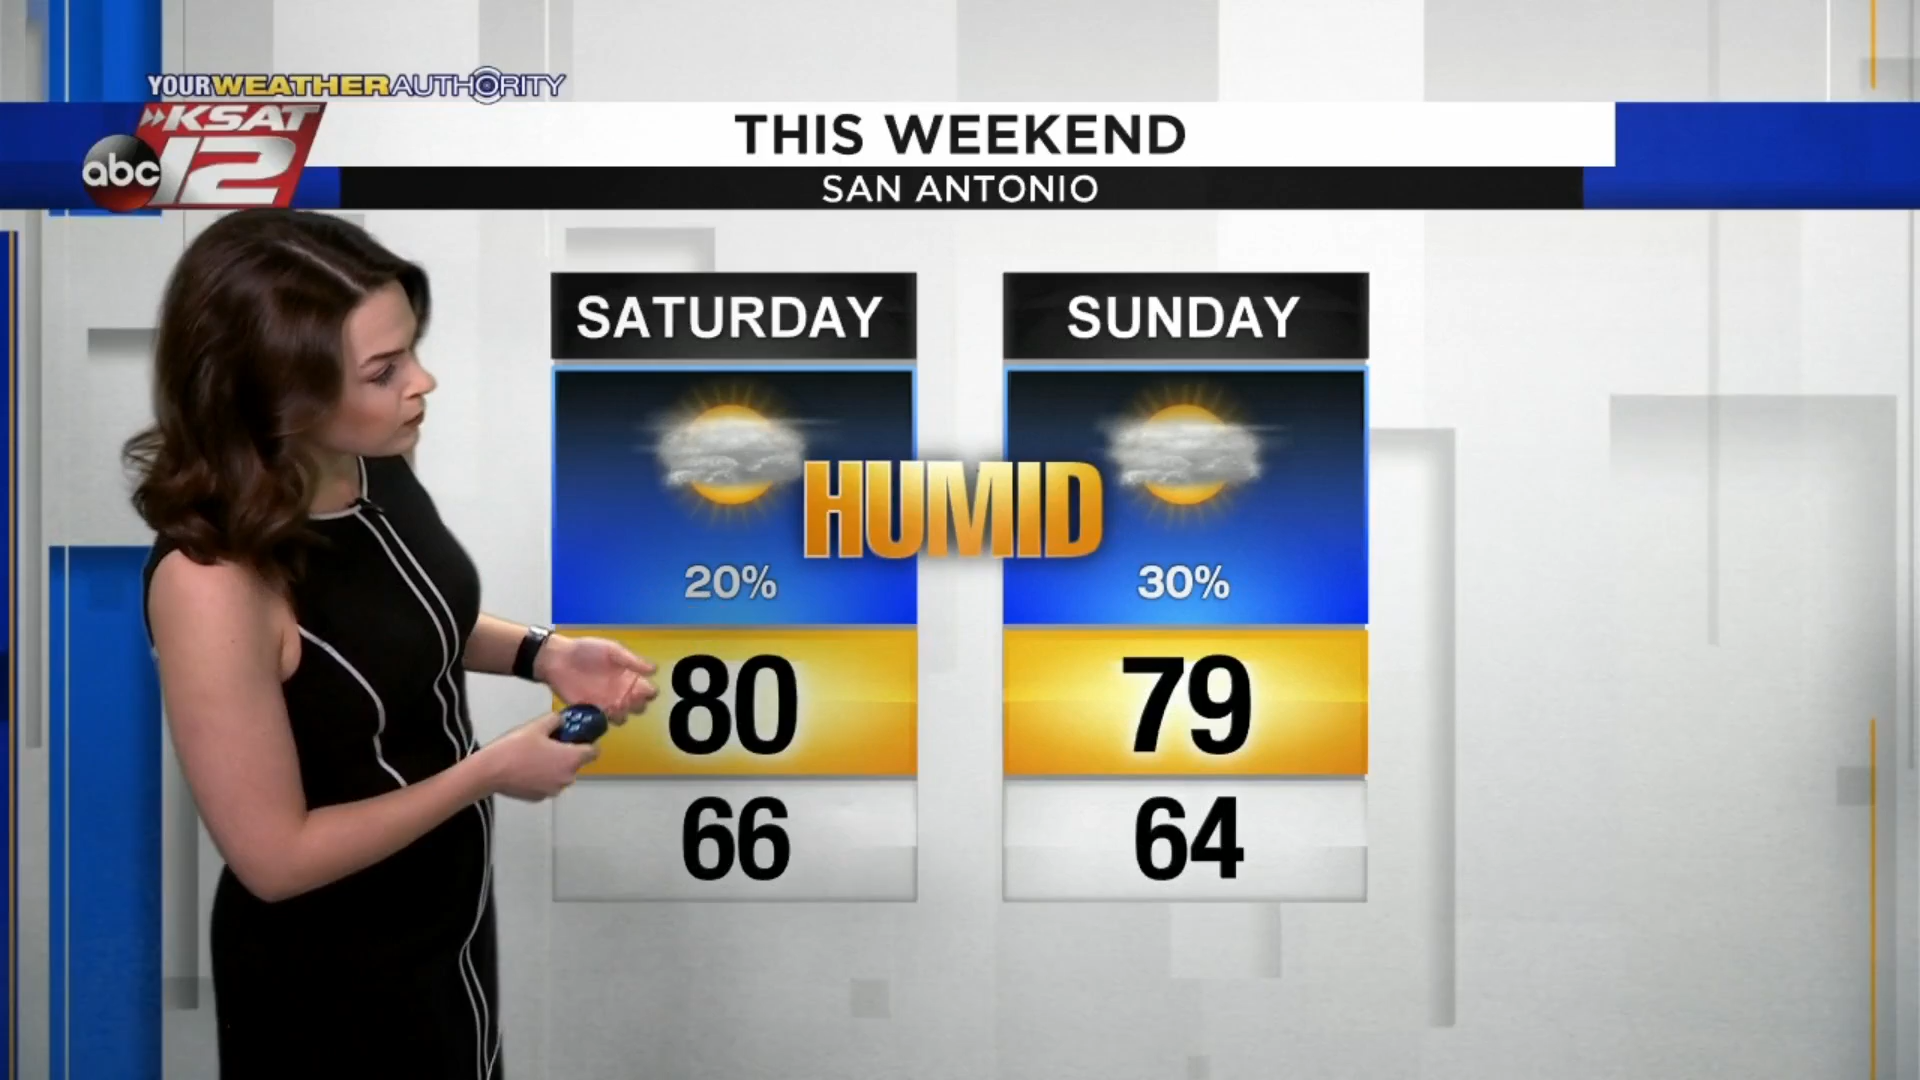 YOURWEATHERAUTHORITY
KSAT
abc 12
THIS WEEKEND
SAN ANTONIO
SATURDAY
SUNDAY
HUMID
20%
30%
80
79
66
64